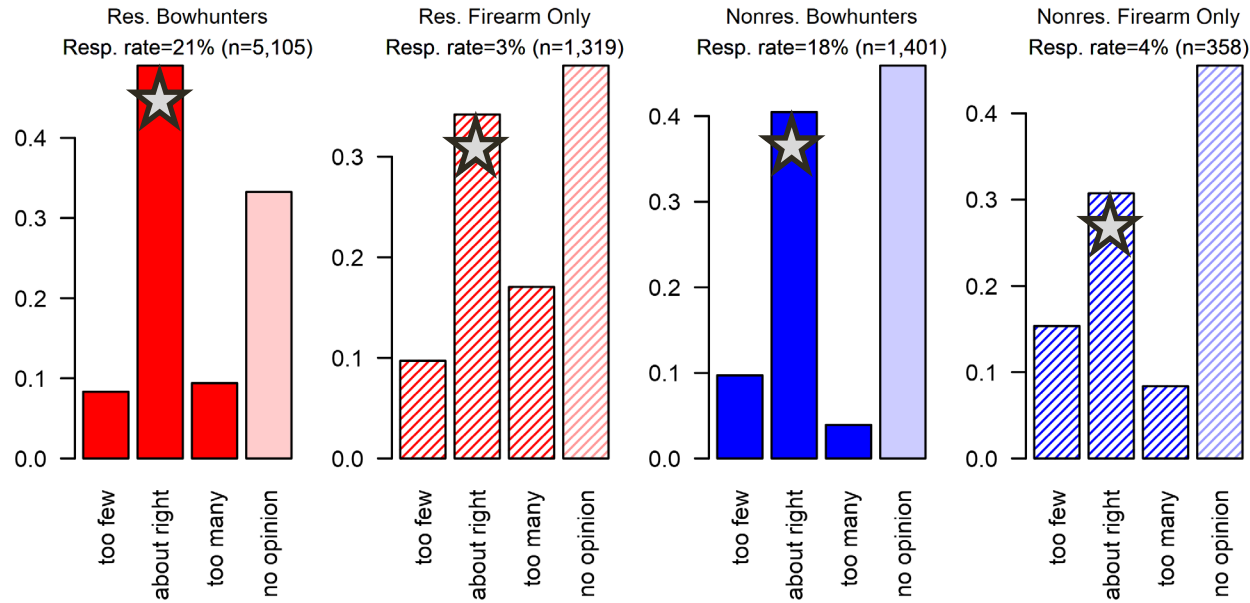 Res. Bowhunters
Resp. rate=21% (n=5,105)
0.4
0.3
0.2
0.1
0.0
too few
about right
too many
no opinion
Res. Firearm Only
Resp. rate=3% (n=1,319)
0.3
0.2
0.1
0.0
too few
about right
too many
no opinion
Nonres. Bowhunters
Resp. rate=18% (n=1,401)
0.4
0.3
0.2
0.1
0.0
too few
about right
too many
no opinion
Nonres. Firearm Only
Resp. rate=4% (n=358)
0.4
0.3
0.2
0.1
0.0
too few
about right
too many
no opinion